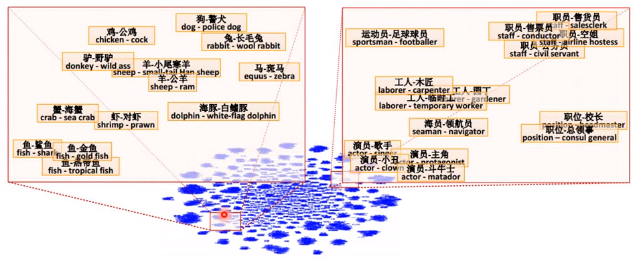 狗-警犬
dog - police dog
鸡-公鸡
chicken - cock
兔-长毛兔
rabbit - wool rabbit
驴-野驴
donkey - wild ass
羊-小尾寒羊
sheep - small-tail Han sheep
马-斑马
equus - zebra
羊-公羊
sheep - ram
蟹-海蟹
crab - sea crab
虾-对虾
shrimp - prawn
海豚-白鳍豚
dolphin - white-flag dolphin
鱼-鲨鱼
fish - shark
鱼-金鱼
fish - gold fish
鱼-热带鱼
fish - tropical fish
运动员-足球球员
sportsman - footballer
职员-售货员
staff - salesclerk
职员-售票员
staff - conductor
职员-空姐
staff - airline hostess
staff - civil servant
工人-木匠
laborer - carpenter
laborer - gardener
工人-临时工
laborer - temporary worker
海员-领航员
seaman - navigator
职位-校长
position - headmaster
职位-总领事
position – consul general
演员-歌手
actor - singer
演员-小丑
actor - clown
演员-主角
actor - protagonist
演员-斗牛士
actor - matador